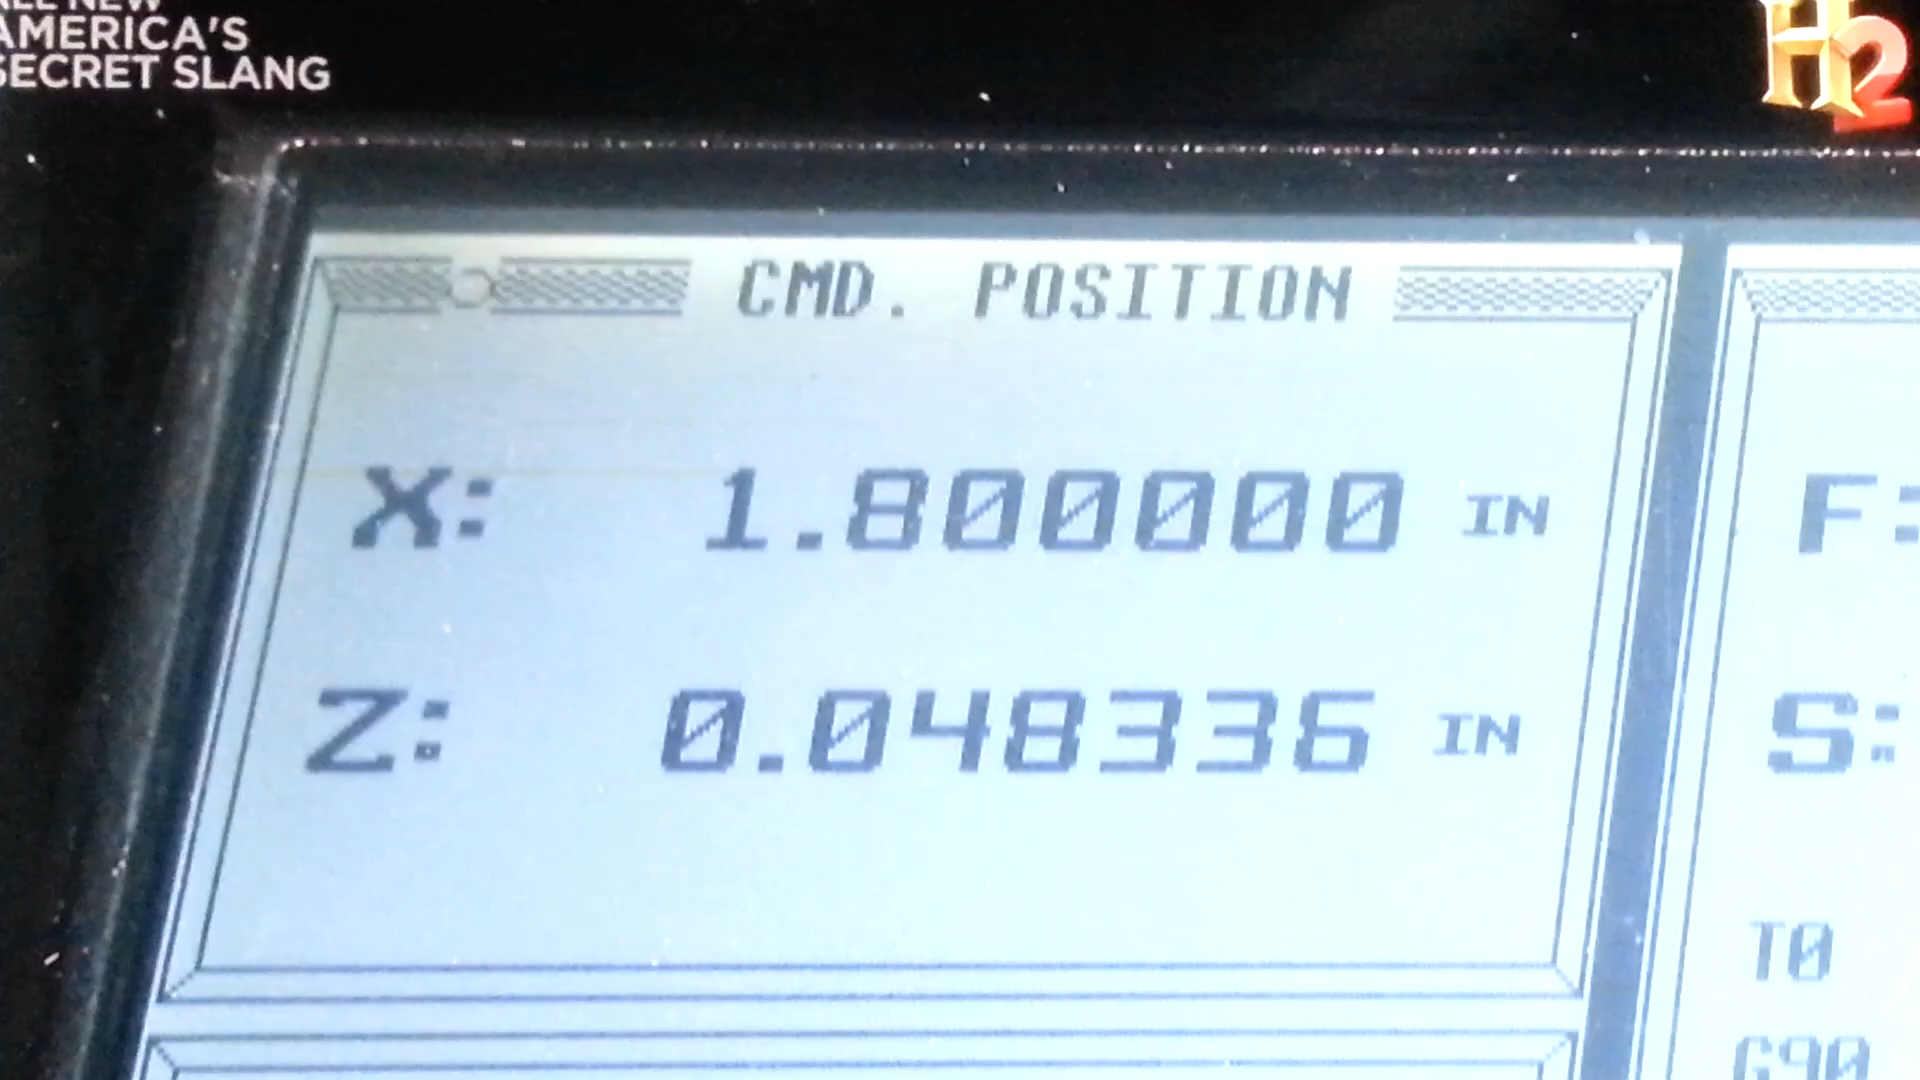 ALL NEW
AMERICA'S
SECRET SLANG
H2
CMD. POSITION
X: 1.800000 IN
Z: 0.048336 IN
F:
S:
T0
G90